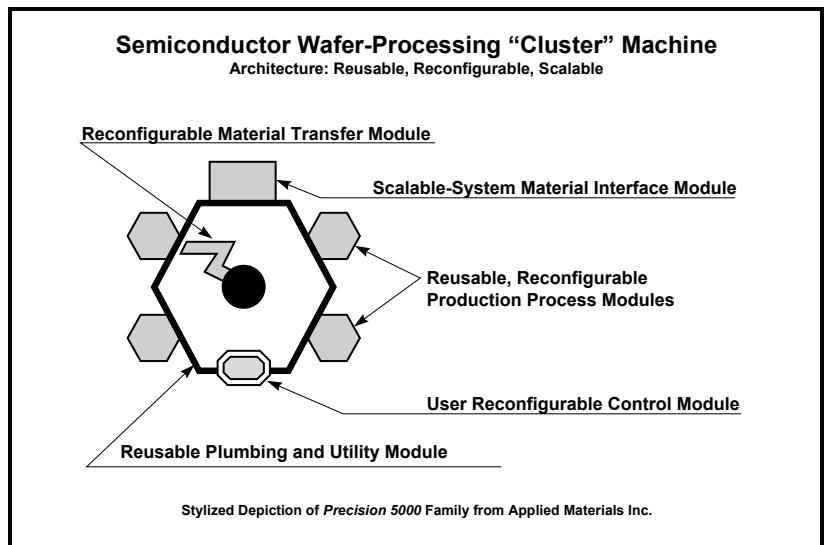 Semiconductor Wafer-Processing “Cluster” Machine
Architecture: Reusable, Reconfigurable, Scalable
Reconfigurable Material Transfer Module
Scalable-System Material Interface Module
Reusable, Reconfigurable
Production Process Modules
User Reconfigurable Control Module
Reusable Plumbing and Utility Module
Stylized Depiction of Precision 5000 Family from Applied Materials Inc.